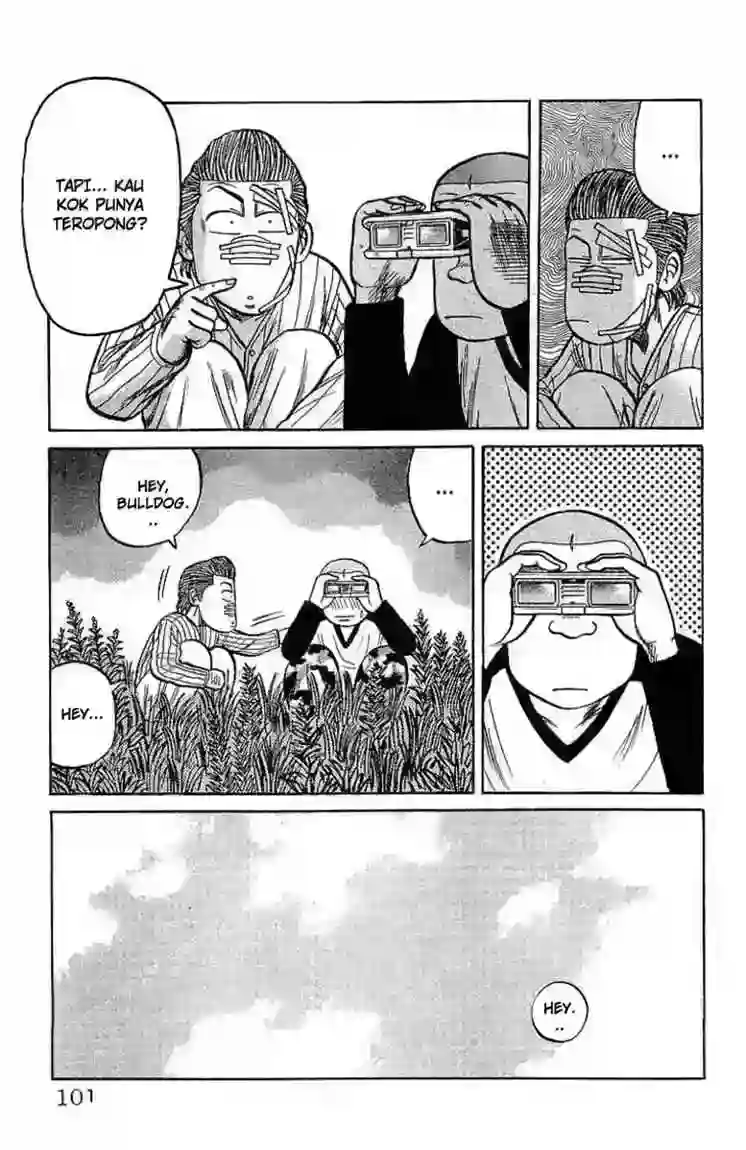 TAPI... KAU
KOK PUNYA
TEROPONG?
...
HEY,
BULLDOG.
..
...
HEY...
HEY.
..
101